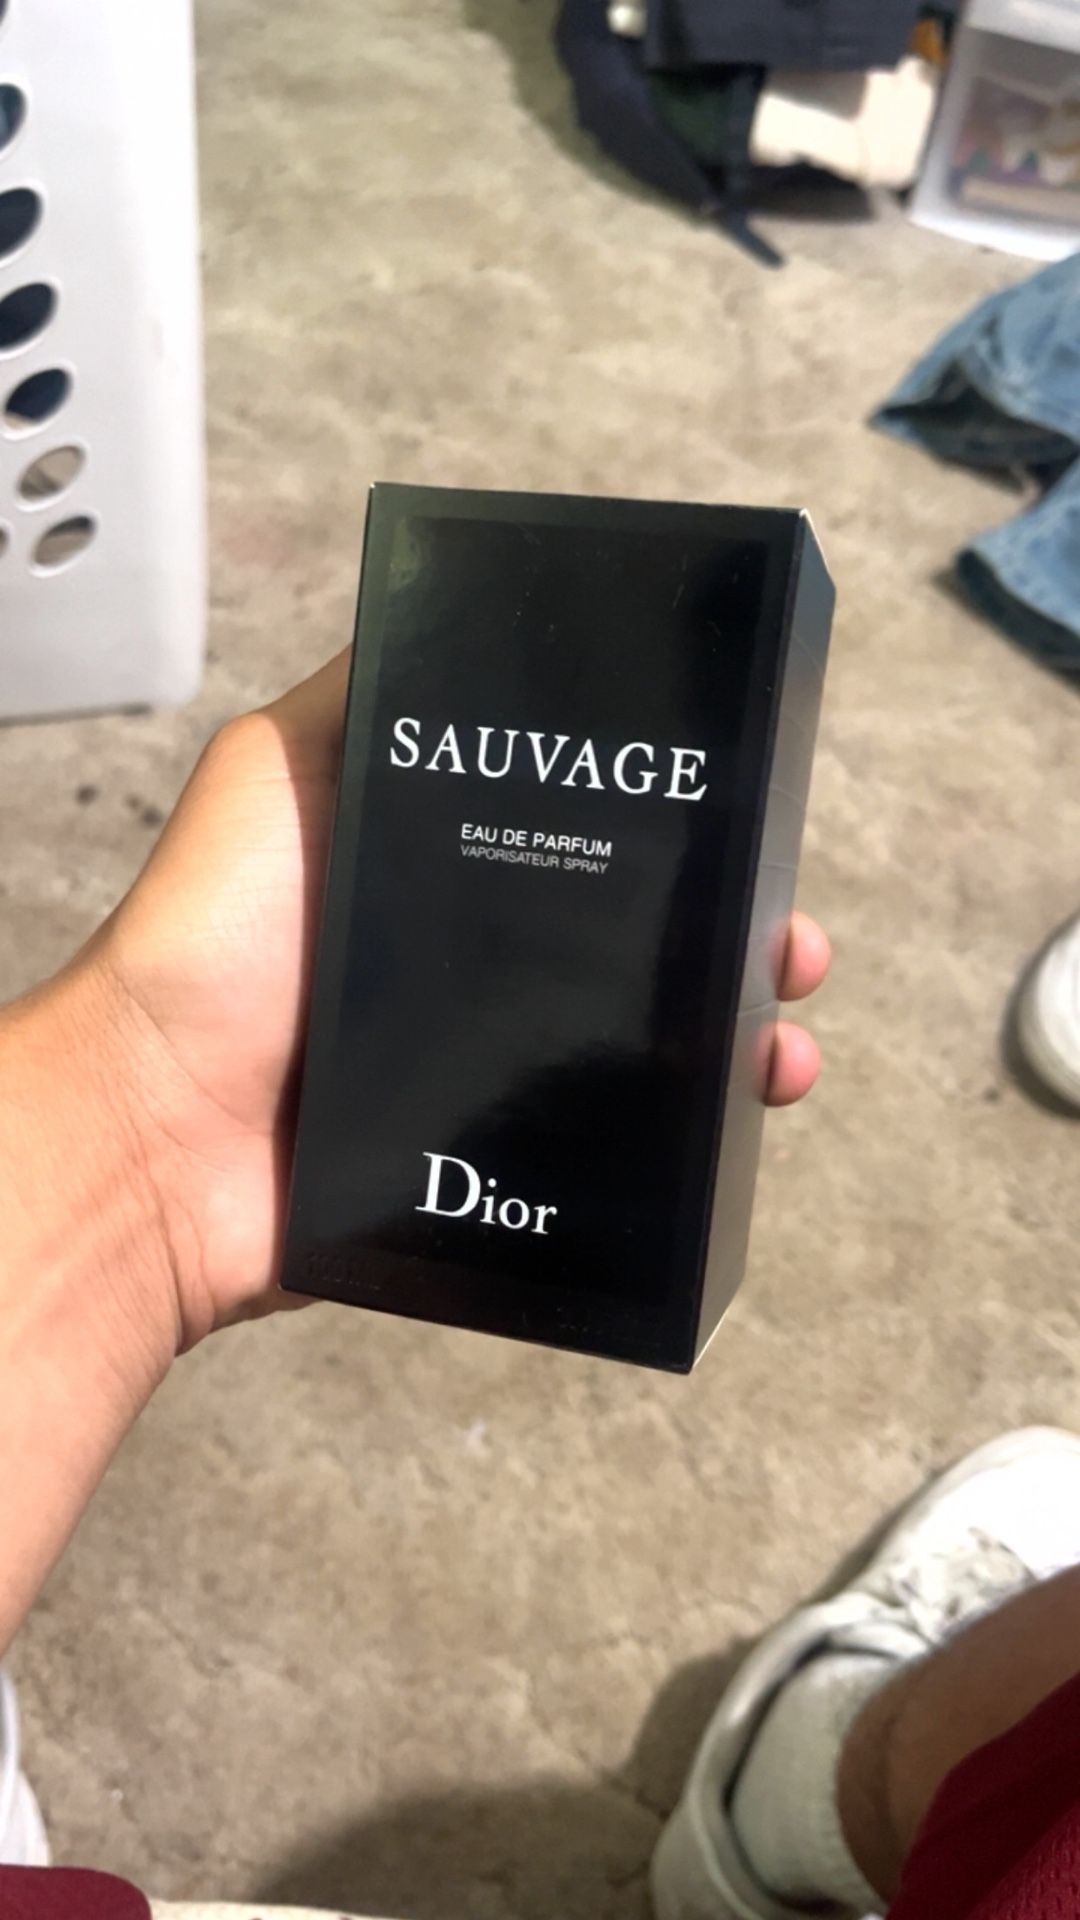 SAUVAGE
EAU DE PARFUM
VAPORISATEUR SPRAY
Dior